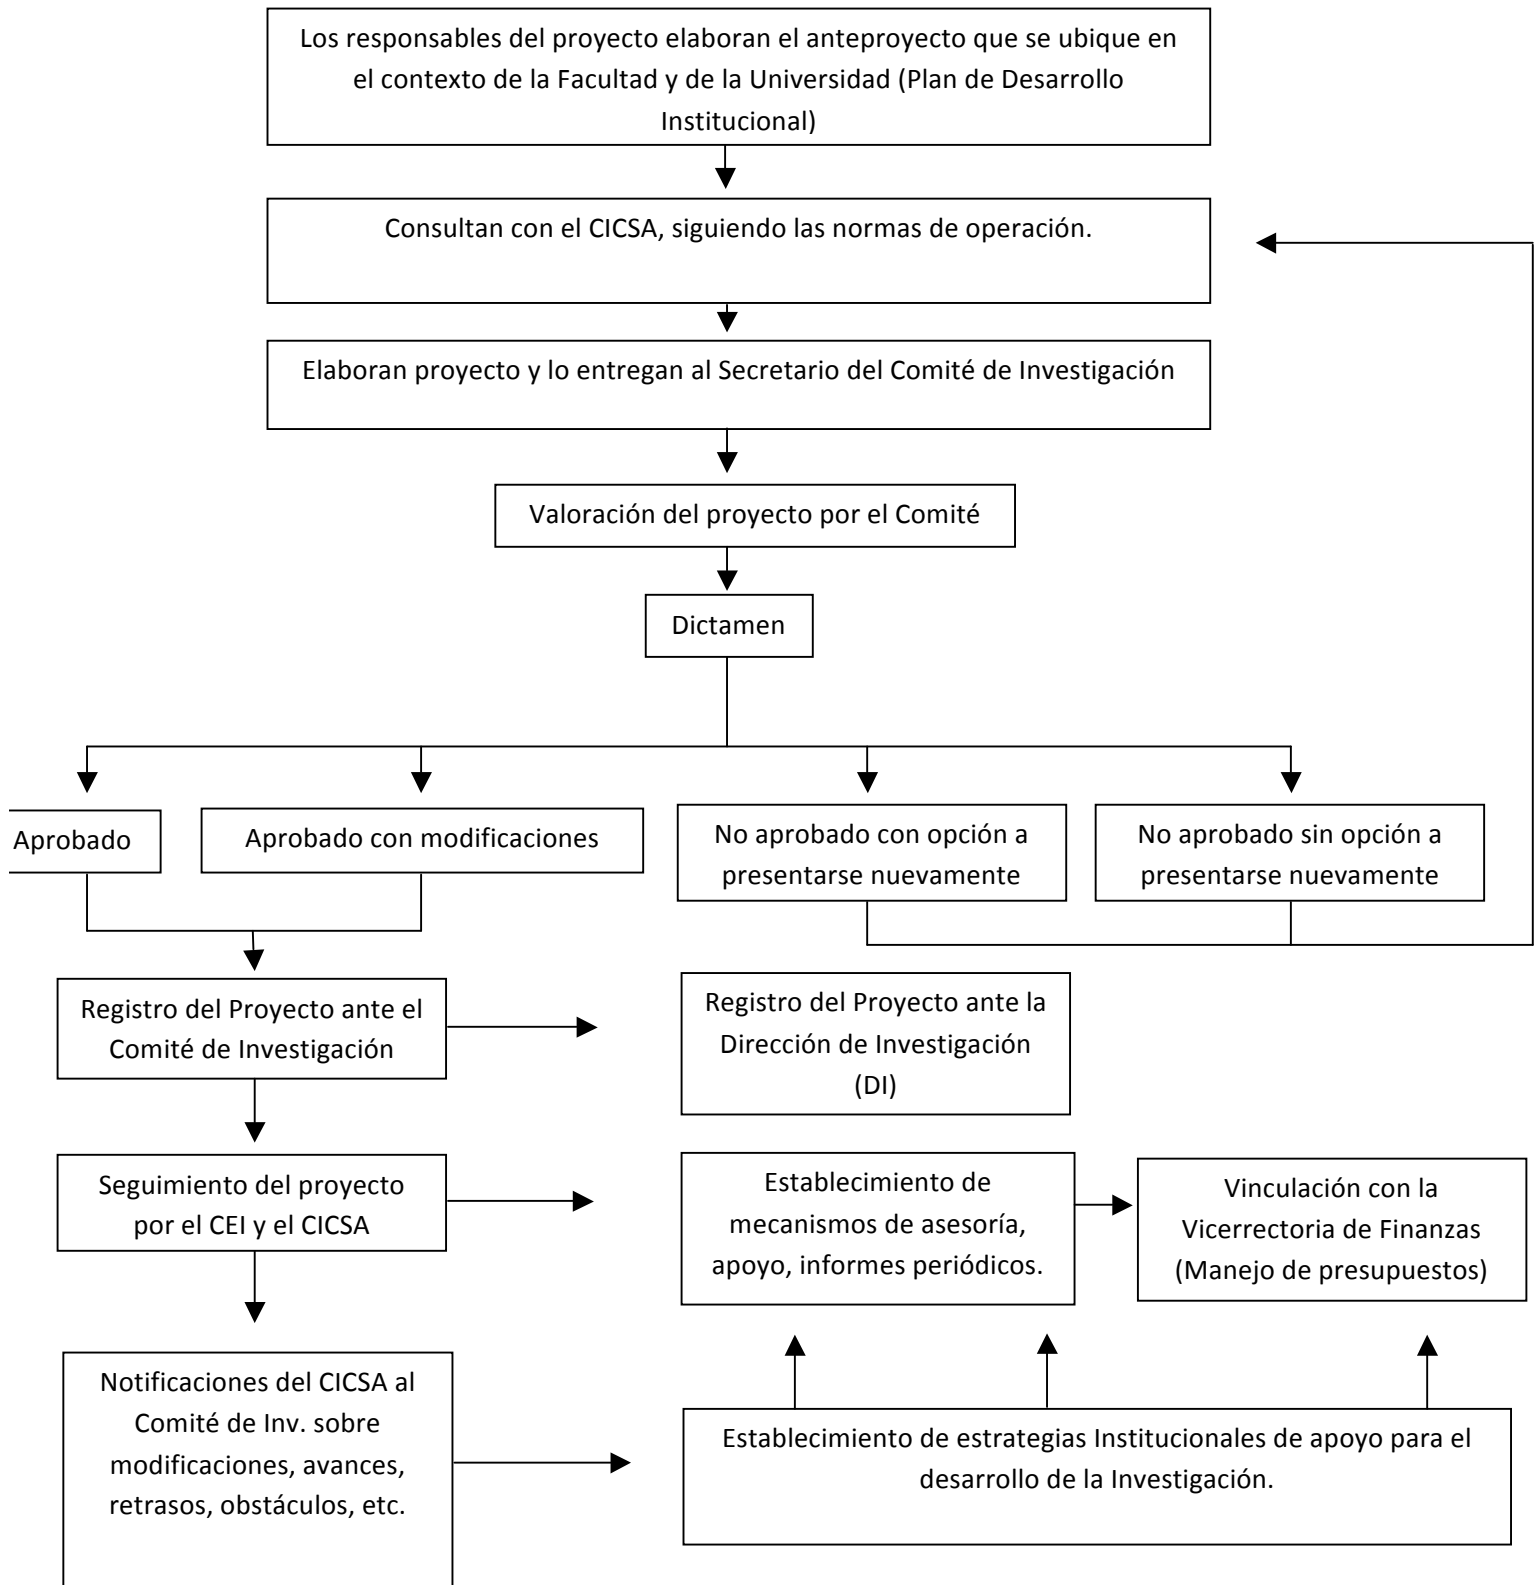 Los responsables del proyecto elaboran el anteproyecto que se ubique en
el contexto de la Facultad y de la Universidad (Plan de Desarrollo
Institucional)
Consultan con el CICSA, siguiendo las normas de operación.
Elaboran proyecto y lo entregan al Secretario del Comité de Investigación
Valoración del proyecto por el Comité
Dictamen
Aprobado
Aprobado con modificaciones
No aprobado con opción a
presentarse nuevamente
No aprobado sin opción a
presentarse nuevamente
Registro del Proyecto ante el
Comité de Investigación
Registro del Proyecto ante la
Dirección de Investigación
(DI)
Seguimiento del proyecto
por el CEI y el CICSA
Establecimiento de
mecanismos de asesoría,
apoyo, informes periódicos.
Vinculación con la
Vicerrectoria de Finanzas
(Manejo de presupuestos)
Notificaciones del CICSA al
Comité de Inv. sobre
modificaciones, avances,
retrasos, obstáculos, etc.
Establecimiento de estrategias Institucionales de apoyo para el
desarrollo de la Investigación.